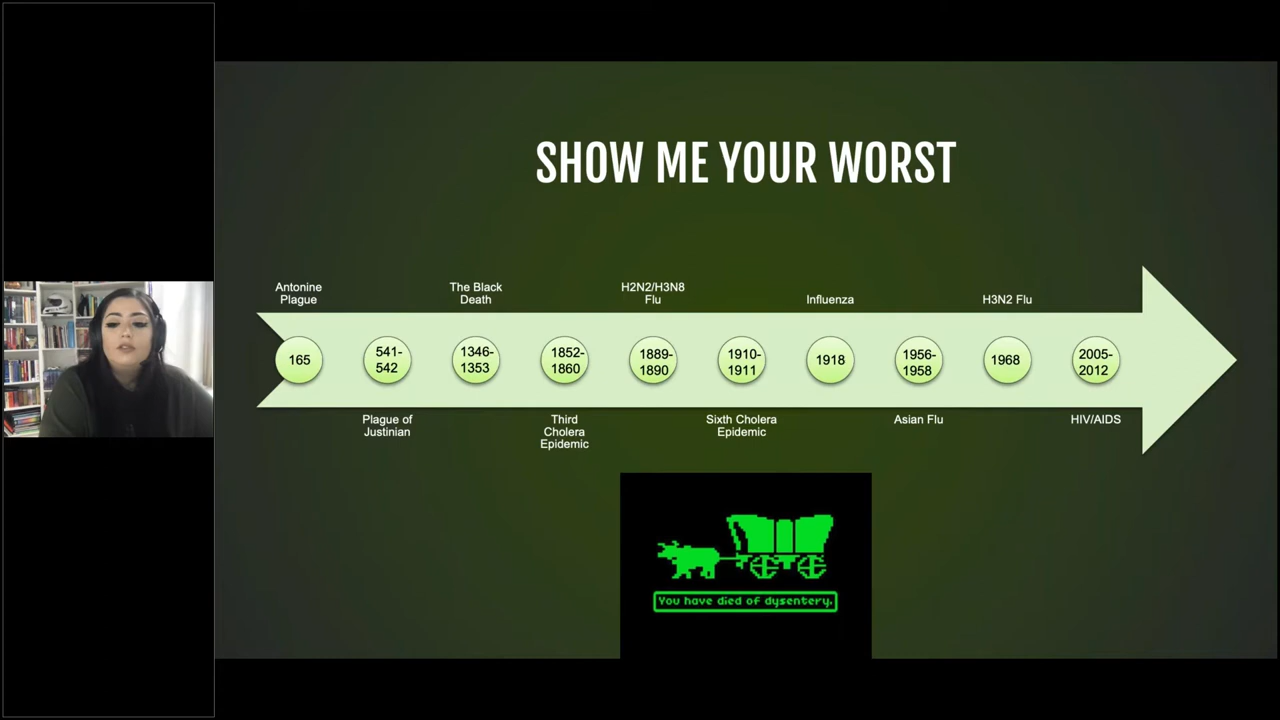 SHOW ME YOUR WORST
Antonine
Plague
The Black
Death
H2N2/H3N8
Flu
Influenza
H3N2 Flu
165
541-
542
1346-
1353
1852-
1860
1889-
1890
1910-
1911
1918
1956-
1958
1968
2005-
2012
Plague of
Justinian
Third
Cholera
Epidemic
Sixth Cholera
Epidemic
Asian Flu
HIV/AIDS
You have died of dysentery.